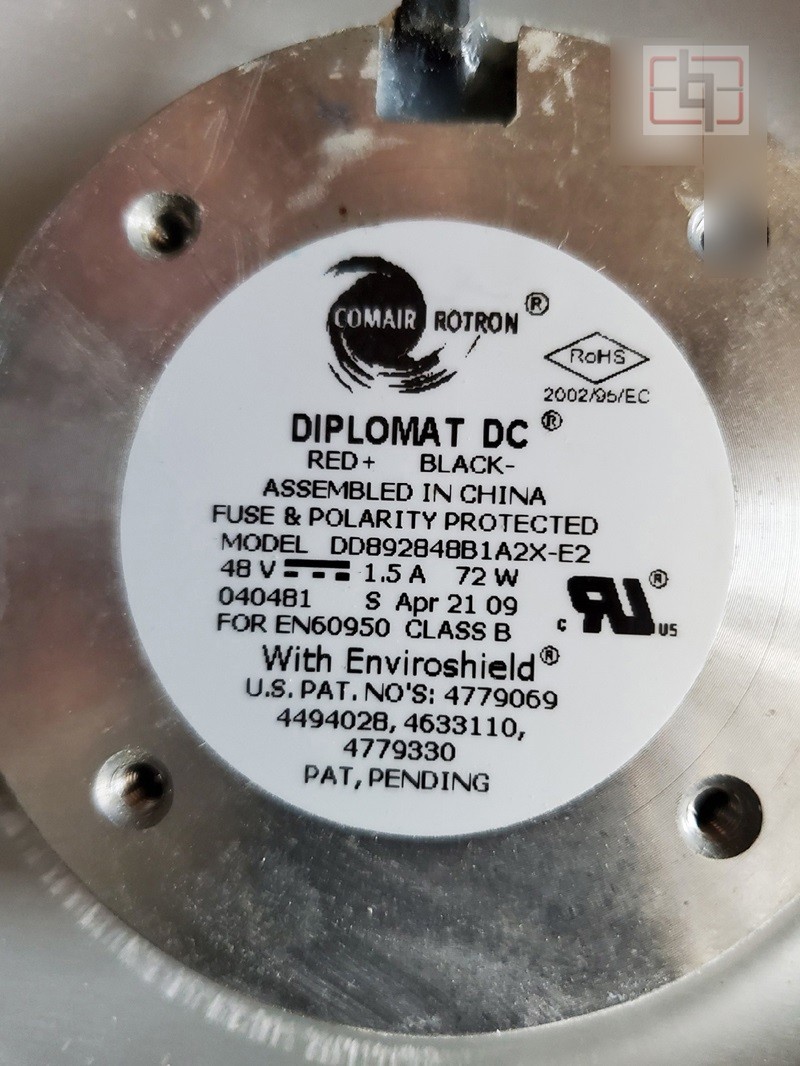 COMAIR ROTRON®
RoHS
2002/95/EC
DIPLOMAT DC®
RED+ BLACK-
ASSEMBLED IN CHINA
FUSE & POLARITY PROTECTED
MODEL DD892848B1A2X-E2
48 V 1.5 A 72 W
040481 S Apr 21 09
FOR EN60950 CLASS B
c RU® US
With Enviroshield®
U.S. PAT. NO'S: 4779069
4494028, 4633110,
4779330
PAT, PENDING